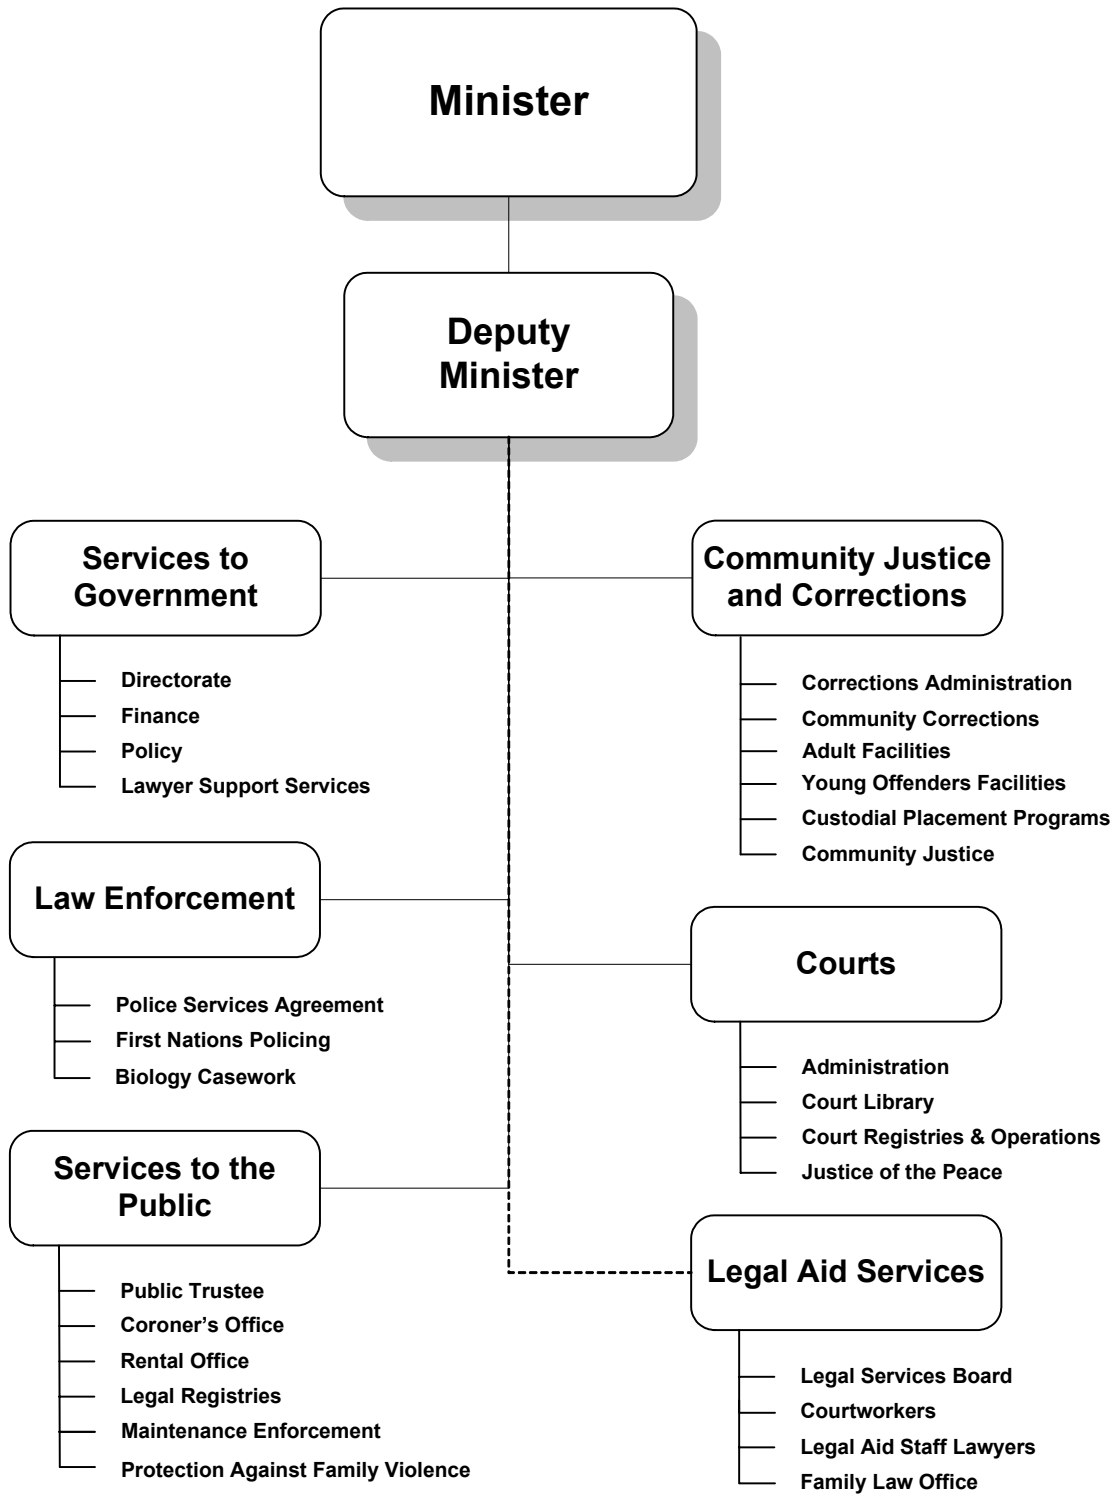 Minister
Deputy
Minister
Services to
Government
Directorate
Finance
Policy
Lawyer Support Services
Community Justice
and Corrections
Corrections Administration
Community Corrections
Adult Facilities
Young Offenders Facilities
Custodial Placement Programs
Community Justice
Law Enforcement
Police Services Agreement
First Nations Policing
Biology Casework
Courts
Administration
Court Library
Court Registries & Operations
Justice of the Peace
Services to the
Public
Public Trustee
Coroner’s Office
Rental Office
Legal Registries
Maintenance Enforcement
Protection Against Family Violence
Legal Aid Services
Legal Services Board
Courtworkers
Legal Aid Staff Lawyers
Family Law Office